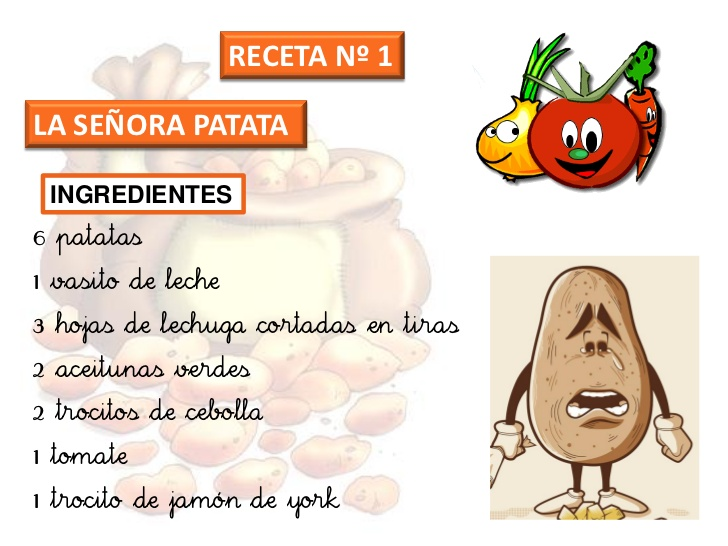 RECETA Nº 1
LA SEÑORA PATATA
INGREDIENTES
6 patatas
1 vasito de leche
3 hojas de lechuga cortadas en tiras
2 aceitunas verdes
2 trocitos de cebolla
1 tomate
1 trocito de jamón de york